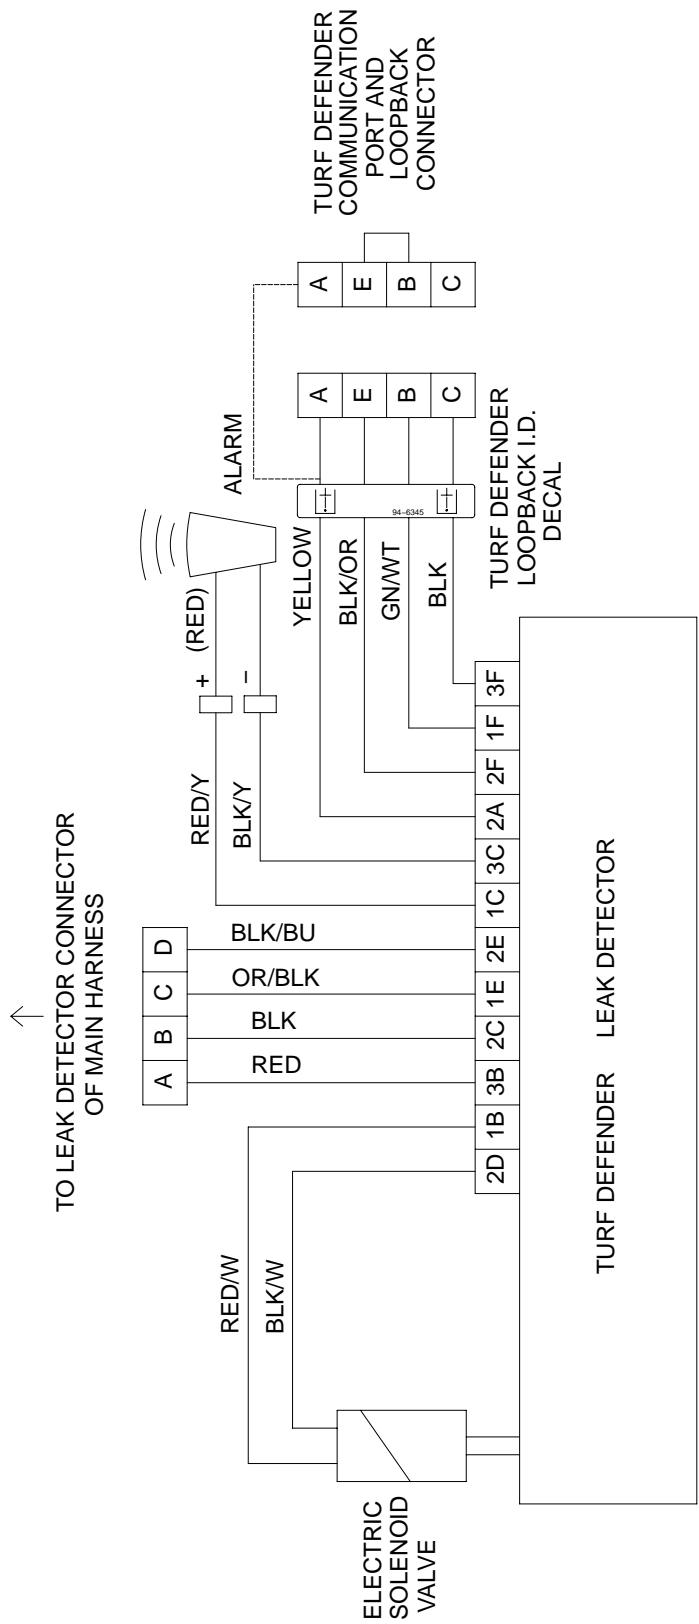 TO LEAK DETECTOR CONNECTOR
OF MAIN HARNESS
A
B
C
D
RED
BLK
OR/BLK
BLK/BU
RED/W
BLK/W
ELECTRIC
SOLENOID
VALVE
RED/Y
BLK/Y
+
–
(RED)
ALARM
YELLOW
BLK/OR
GN/WT
BLK
94–6345
A
E
B
C
A
E
B
C
TURF DEFENDER
COMMUNICATION
PORT AND
LOOPBACK
CONNECTOR
TURF DEFENDER
LOOPBACK I.D.
DECAL
2D
1B
3B
2C
1E
2E
1C
3C
2A
2F
1F
3F
TURF DEFENDER LEAK DETECTOR